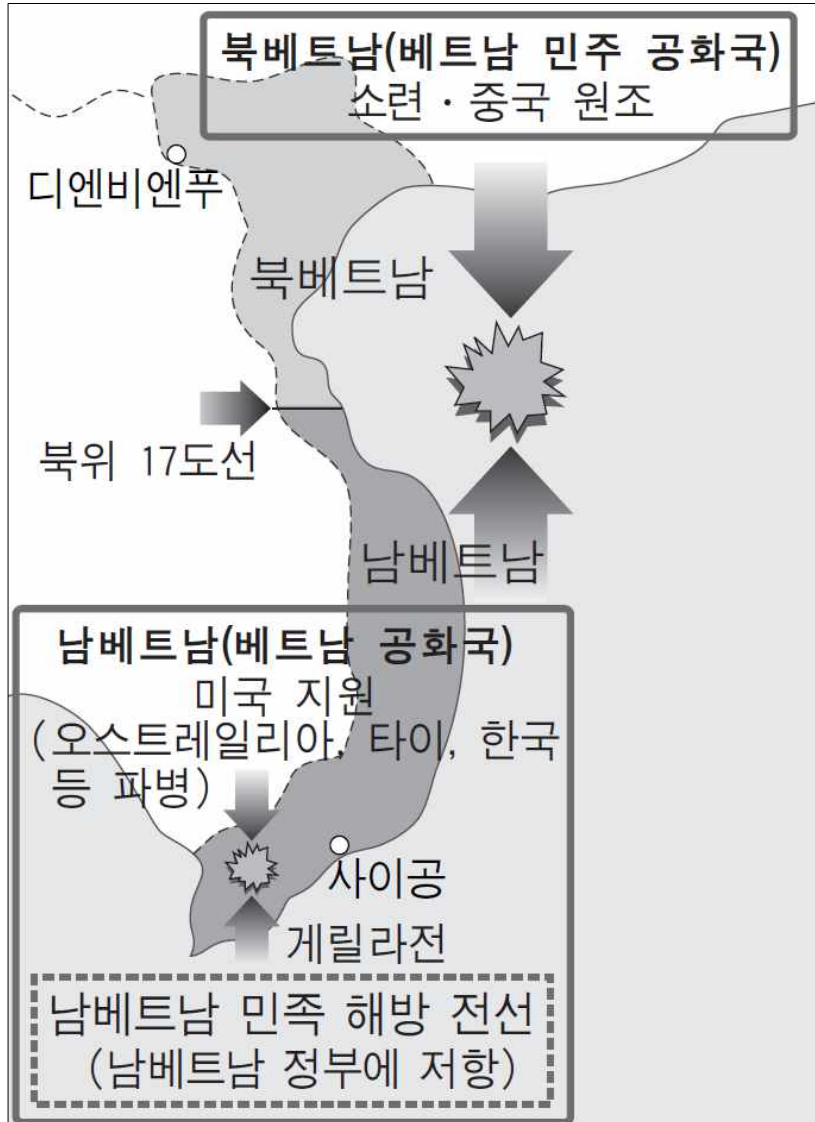 북베트남(베트남 민주 공화국)
소련 · 중국 원조
디엔비엔푸
북베트남
북위 17도선
남베트남
남베트남(베트남 공화국)
미국 지원
(오스트레일리아, 타이, 한국
등 파병)
사이공
게릴라전
남베트남 민족 해방 전선
(남베트남 정부에 저항)